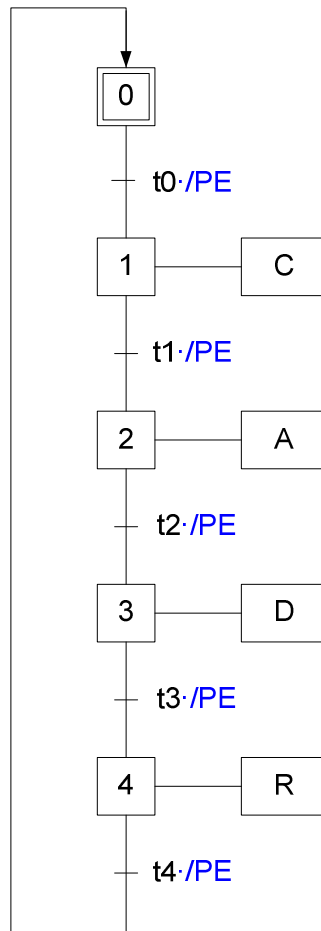 0
t0·/PE
1 C
t1·/PE
2 A
t2·/PE
3 D
t3·/PE
4 R
t4·/PE